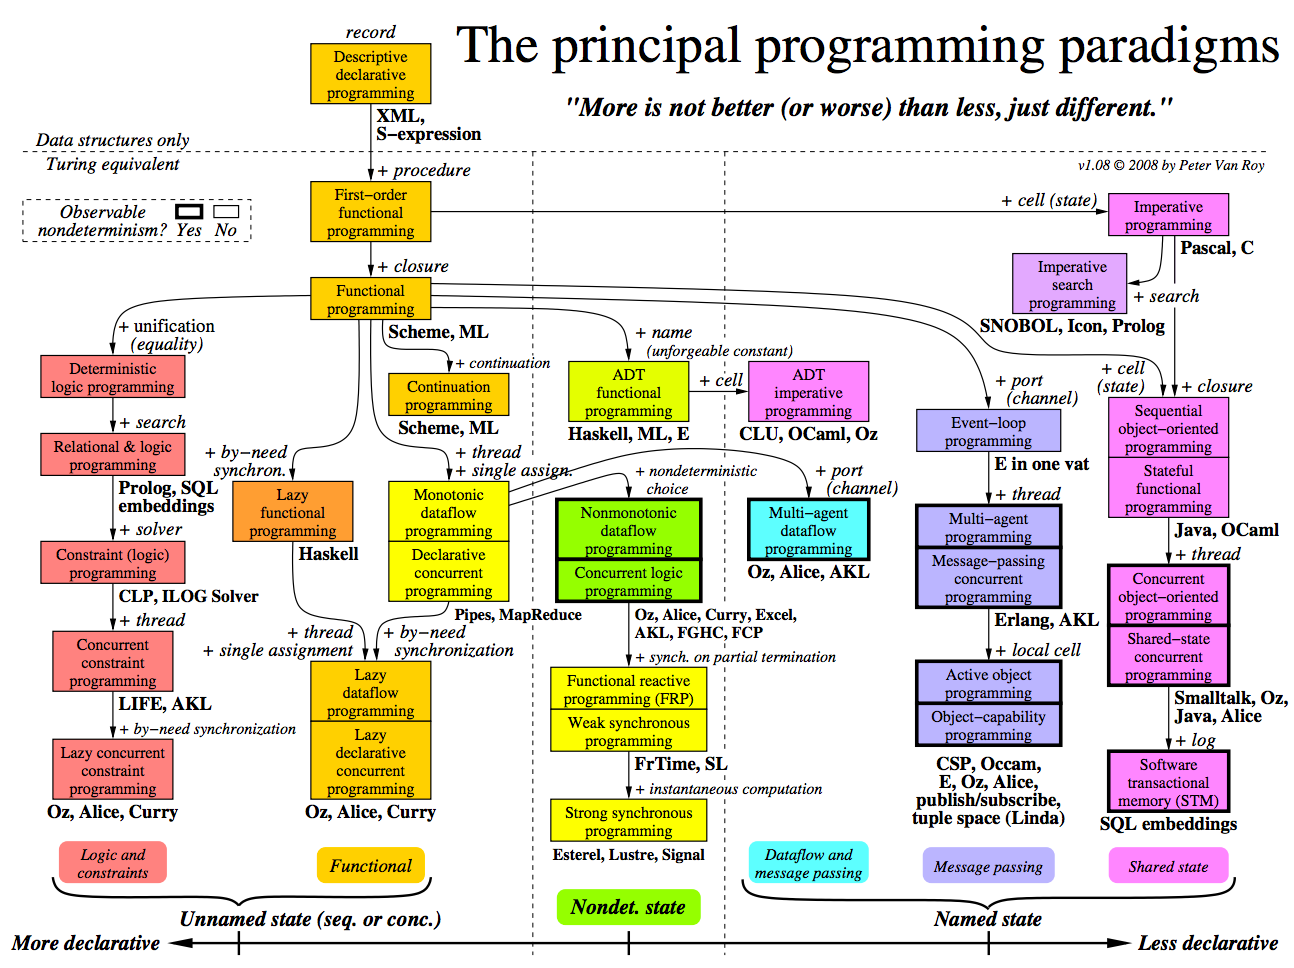 The principal programming paradigms
"More is not better (or worse) than less, just different."
v1.08 © 2008 by Peter Van Roy
record
Descriptive
declarative
programming
XML,
S−expression
Data structures only
Turing equivalent
+ procedure
Observable
nondeterminism? Yes No
First−order
functional
programming
+ cell (state)
Imperative
programming
Pascal, C
+ closure
Functional
programming
Scheme, ML
Imperative
search
programming
+ search
SNOBOL, Icon, Prolog
+ unification
(equality)
Deterministic
logic programming
+ search
Relational & logic
programming
Prolog, SQL
embeddings
+ solver
Constraint (logic)
programming
CLP, ILOG Solver
+ thread
Concurrent
constraint
programming
LIFE, AKL
+ by−need synchronization
Lazy concurrent
constraint
programming
Oz, Alice, Curry
+ continuation
Continuation
programming
Scheme, ML
+ by−need
synchron.
Lazy
functional
programming
Haskell
+ thread
+ single assign.
Monotonic
dataflow
programming
Declarative
concurrent
programming
Pipes, MapReduce
+ thread
+ single assignment
+ by−need
synchronization
Lazy
dataflow
programming
Lazy
declarative
concurrent
programming
Oz, Alice, Curry
+ name
(unforgeable constant)
ADT
functional
programming
Haskell, ML, E
+ cell
ADT
imperative
programming
CLU, OCaml, Oz
+ nondeterministic
choice
Nonmonotonic
dataflow
programming
Concurrent logic
programming
Oz, Alice, Curry, Excel,
AKL, FGHC, FCP
+ synch. on partial termination
Functional reactive
programming (FRP)
Weak synchronous
programming
FrTime, SL
+ instantaneous computation
Strong synchronous
programming
Esterel, Lustre, Signal
+ port
(channel)
Multi−agent
dataflow
programming
Oz, Alice, AKL
+ port
(channel)
Event−loop
programming
E in one vat
+ thread
Multi−agent
programming
Message−passing
concurrent
programming
Erlang, AKL
+ local cell
Active object
programming
Object−capability
programming
CSP, Occam,
E, Oz, Alice,
publish/subscribe,
tuple space (Linda)
+ cell
(state)
+ closure
Sequential
object−oriented
programming
Stateful
functional
programming
Java, OCaml
+ thread
Concurrent
object−oriented
programming
Shared−state
concurrent
programming
Smalltalk, Oz,
Java, Alice
+ log
Software
transactional
memory (STM)
SQL embeddings
Logic and
constraints
Functional
Dataflow and
message passing
Message passing
Shared state
Unnamed state (seq. or conc.)
Nondet. state
Named state
More declarative
Less declarative